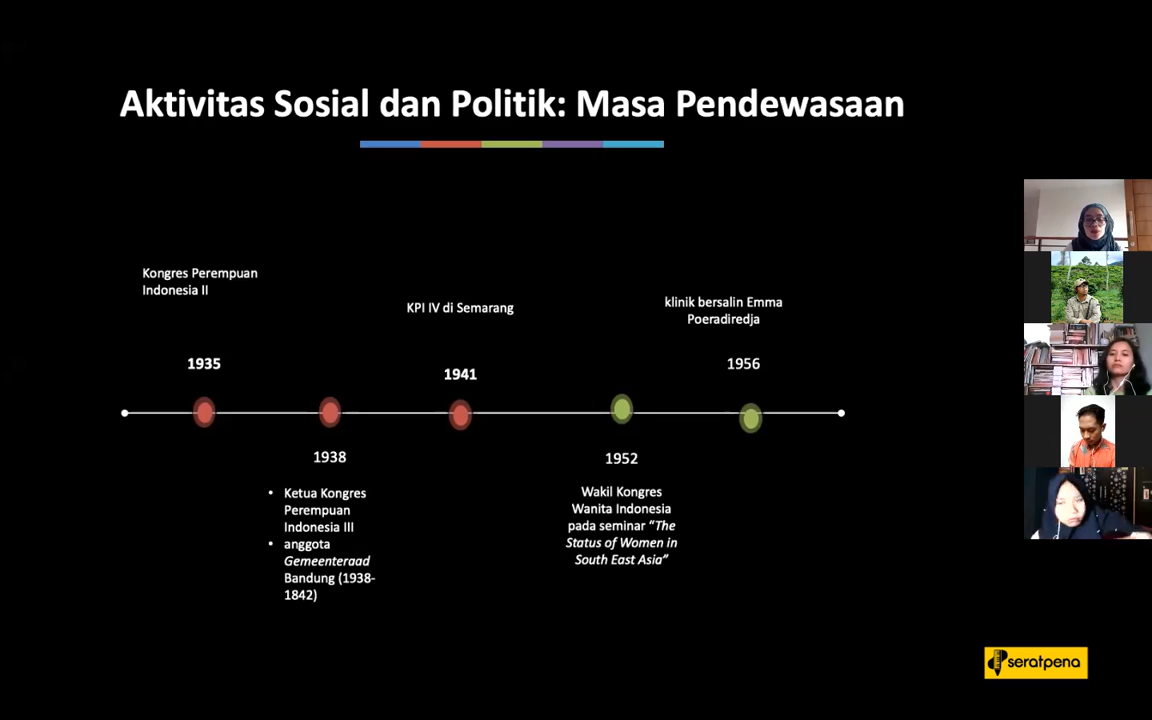 Aktivitas Sosial dan Politik: Masa Pendewasaan
Kongres Perempuan
Indonesia II
1935
1938
• Ketua Kongres
Perempuan
Indonesia III
• anggota
Gemeenteraad
Bandung (1938-
1842)
KPI IV di Semarang
1941
1952
Wakil Kongres
Wanita Indonesia
pada seminar “The
Status of Women in
South East Asia”
klinik bersalin Emma
Poeradiredja
1956
seratpena